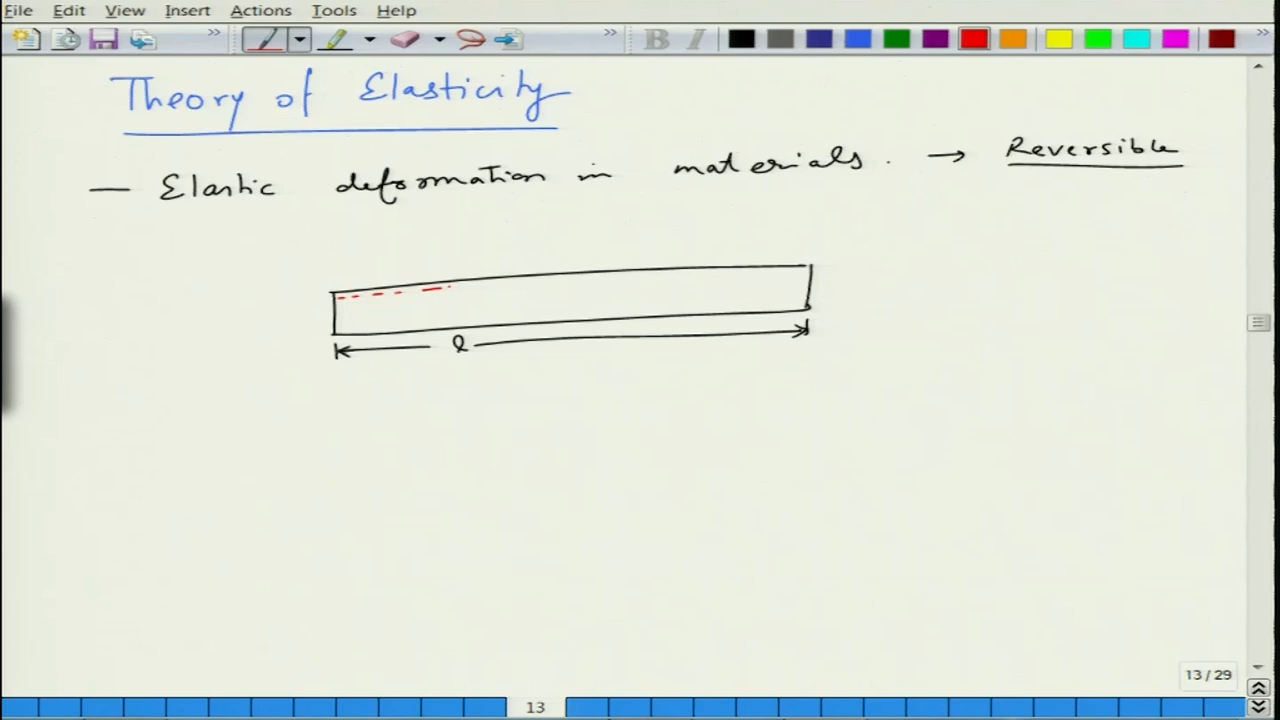 File Edit View Insert Actions Tools Help
B I
Theory of Elasticity
— Elastic deformation in materials. → Reversible
l
13 / 29
13